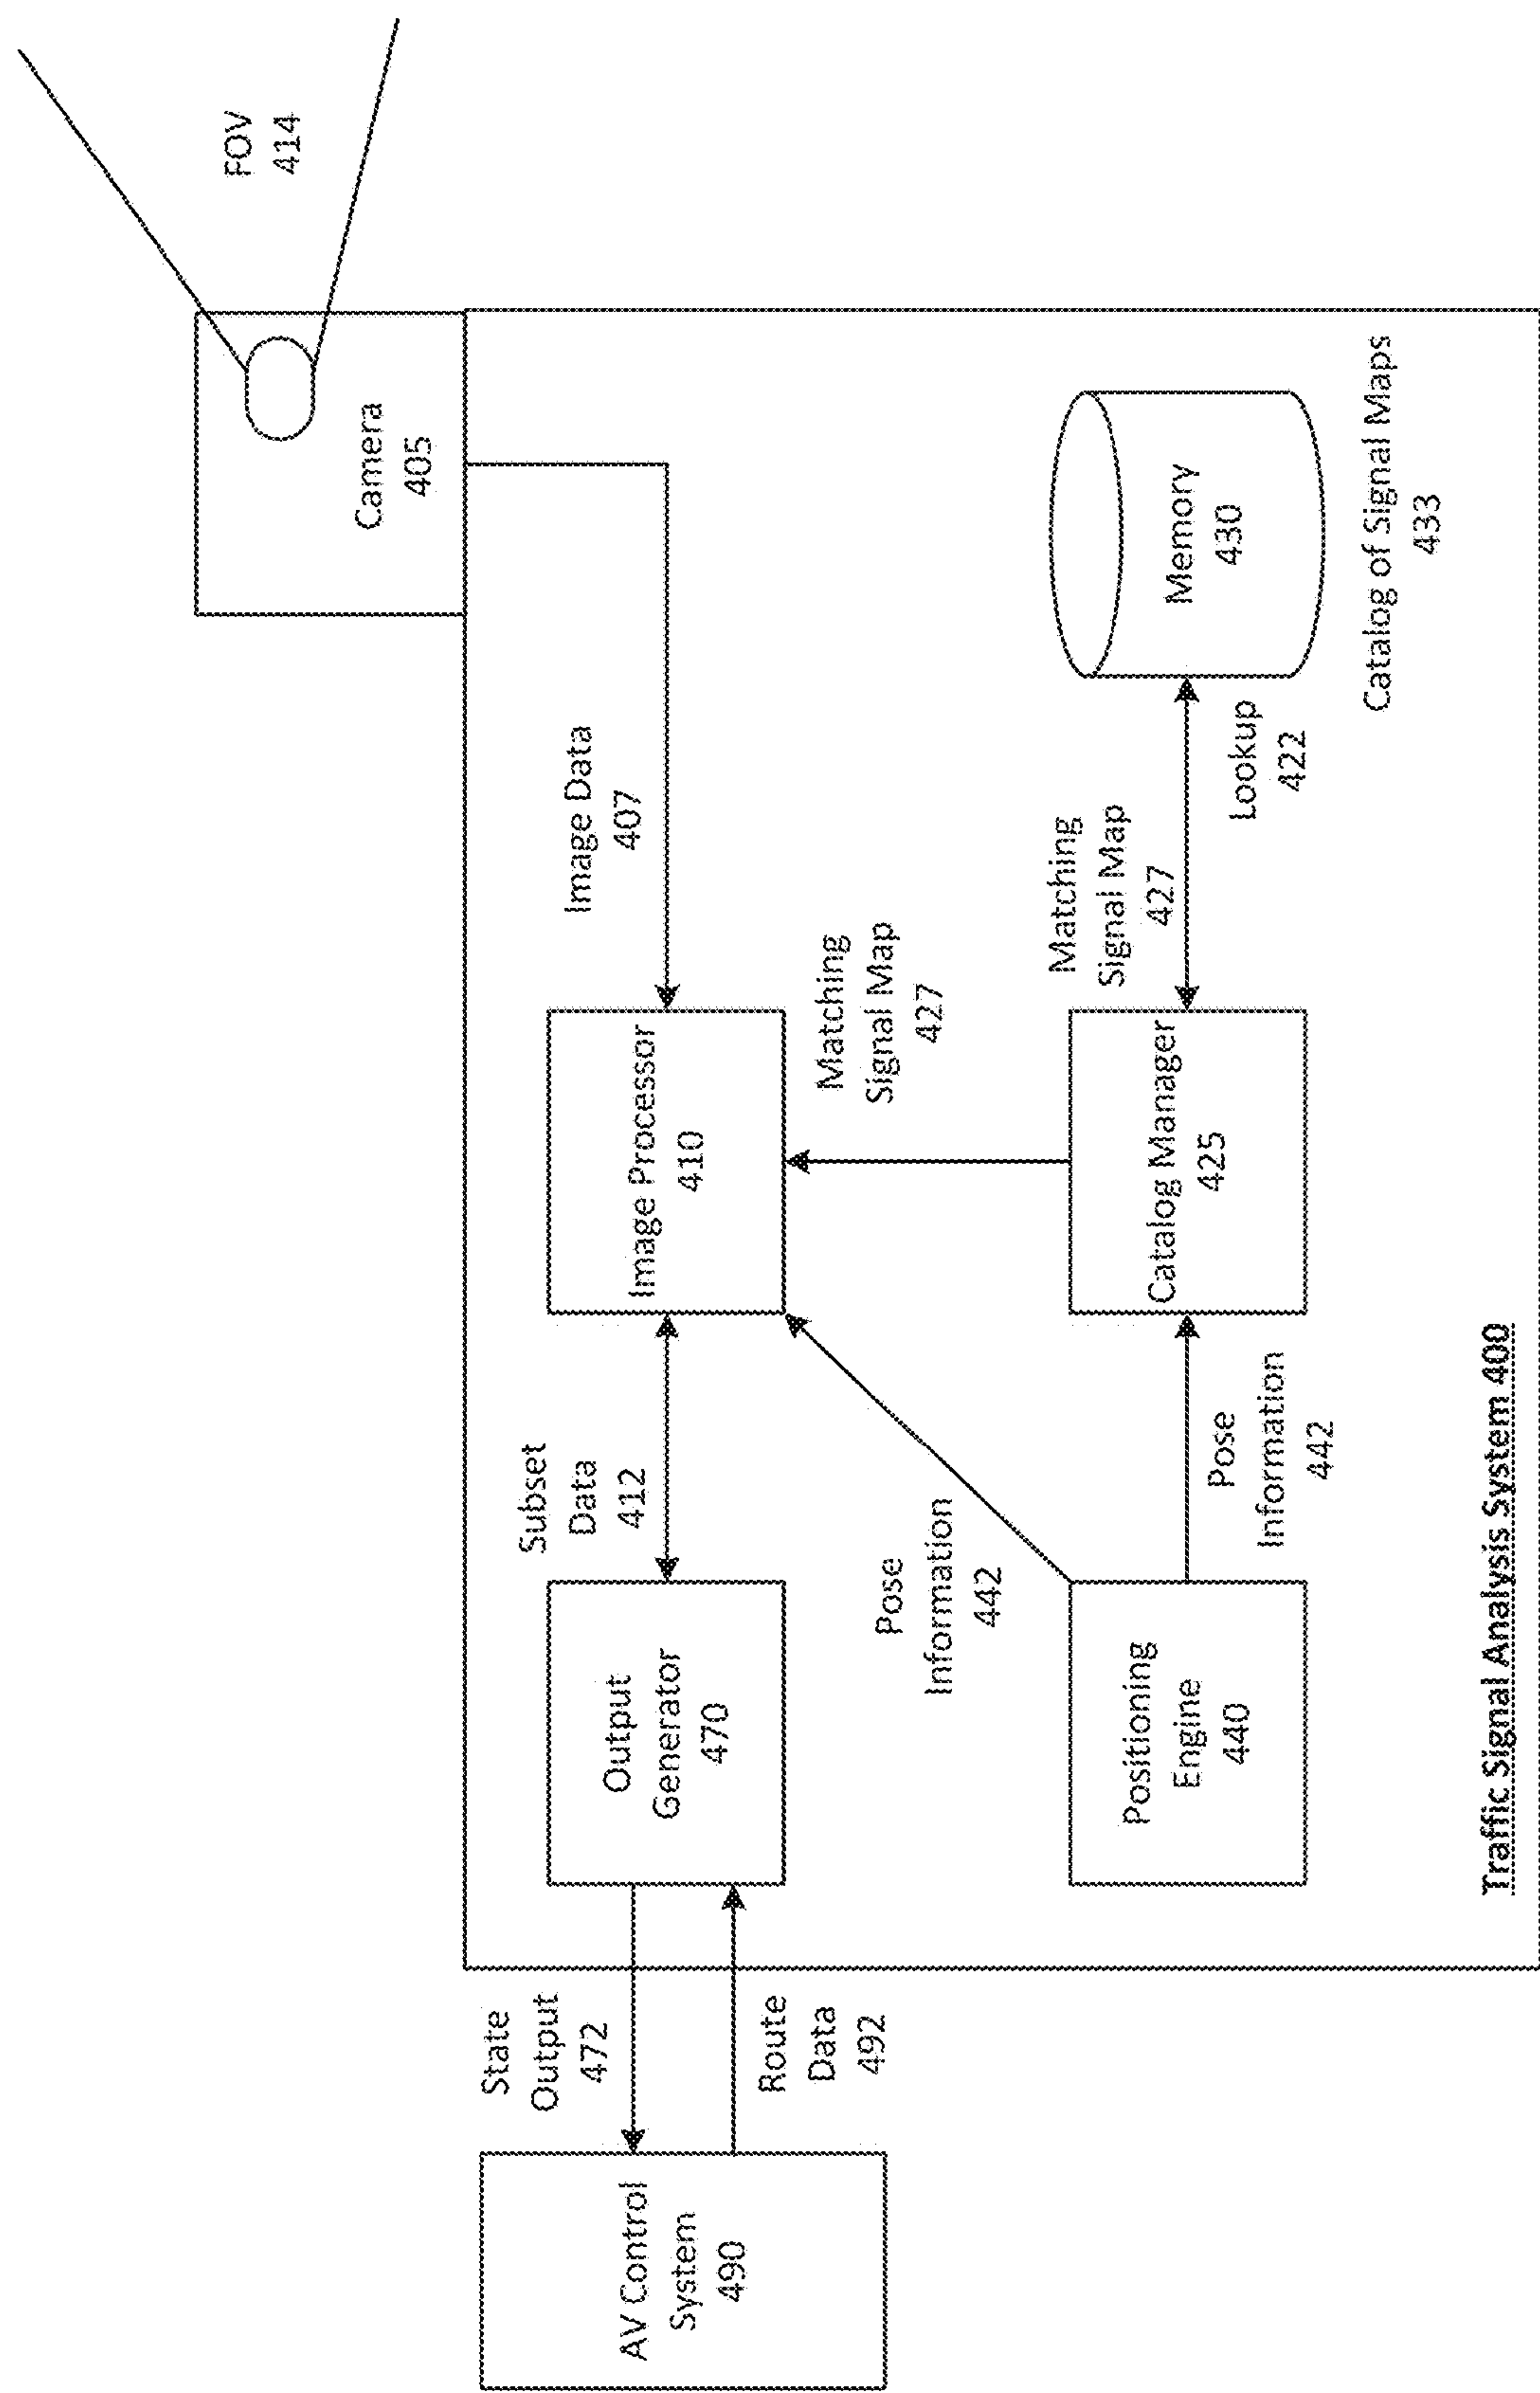 FOV
414
Camera
405
Image Data
407
State
Output
472
AV Control
System
490
Route
Data
492
Output
Generator
470
Subset
Data
412
Image Processor
410
Matching
Signal Map
427
Pose
Information
442
Positioning
Engine
440
Pose
Information
442
Catalog Manager
425
Matching
Signal Map
427
Lookup
422
Memory
430
Catalog of Signal Maps
433
Traffic Signal Analysis System 400